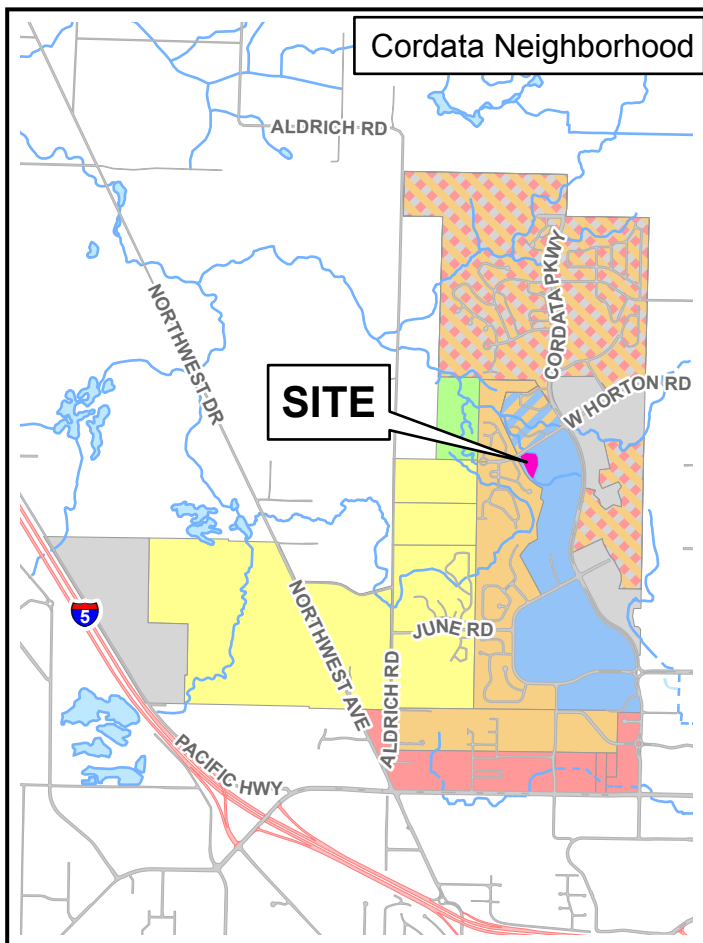 Cordata Neighborhood
ALDRICH RD
CORDATA PKWY
NORTHWEST DR
W HORTON RD
SITE
5
NORTHWEST AVE
JUNE RD
ALDRICH RD
PACIFIC HWY